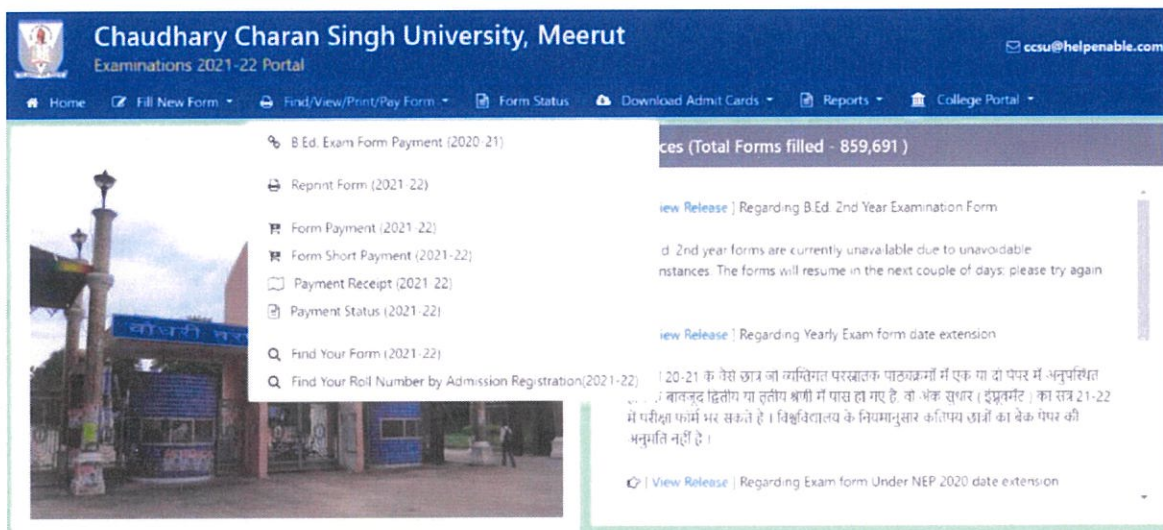 Chaudhary Charan Singh University, Meerut
Examinations 2021-22 Portal
ccsu@helpenable.com
Home Fill New Form Find/View/Print/Pay Form Form Status Download Admit Cards Reports College Portal
B.Ed. Exam Form Payment (2020-21)
Reprint Form (2021-22)
Form Payment (2021-22)
Form Short Payment (2021-22)
Payment Receipt (2021-22)
Payment Status (2021-22)
Find Your Form (2021-22)
Find Your Roll Number by Admission Registration(2021-22)
ces (Total Forms filled - 859,691 )
iew Release ] Regarding B.Ed. 2nd Year Examination Form
d. 2nd year forms are currently unavailable due to unavoidable
nstances. The forms will resume in the next couple of days; please try again
iew Release ] Regarding Yearly Exam form date extension
20-21 के वैसे छात्र जो व्यक्तिगत परस्नातक पाठ्यक्रमों में एक या दो पेपर में अनुपस्थित
बावजूद द्वितीय या तृतीय श्रेणी में पास हो गए है, वो अंक सुधार ( इंप्रूवमेंट ) का सत्र 21-22
में परीक्षा फॉर्म भर सकते है । विश्वविद्यालय के नियमानुसार कतिपय छात्रों का बेक पेपर की
अनुमति नहीं है ।
[ View Release ] Regarding Exam form Under NEP 2020 date extension
चौधरी चर